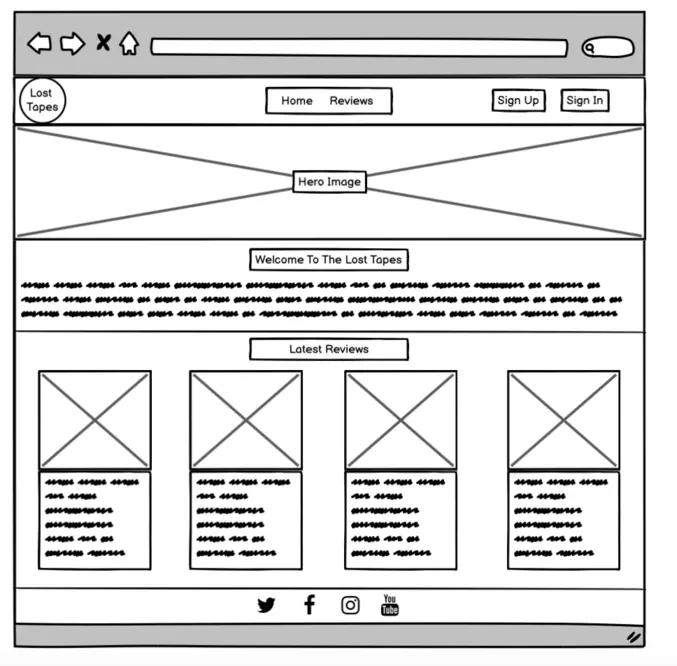 Lost
Tapes
Home Reviews
Sign Up Sign In
Hero Image
Welcome To The Lost Tapes
Latest Reviews
You
Tube